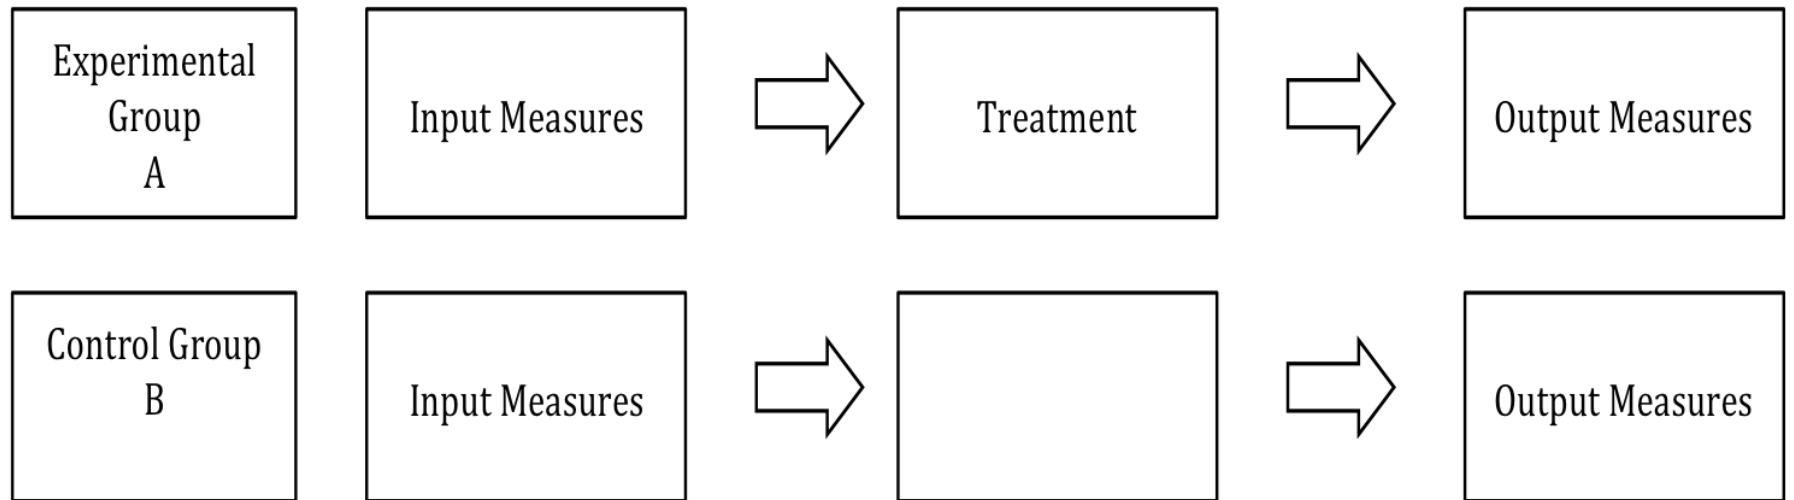 Experimental
Group
A
Input Measures
Treatment
Output Measures
Control Group
B
Input Measures
Output Measures